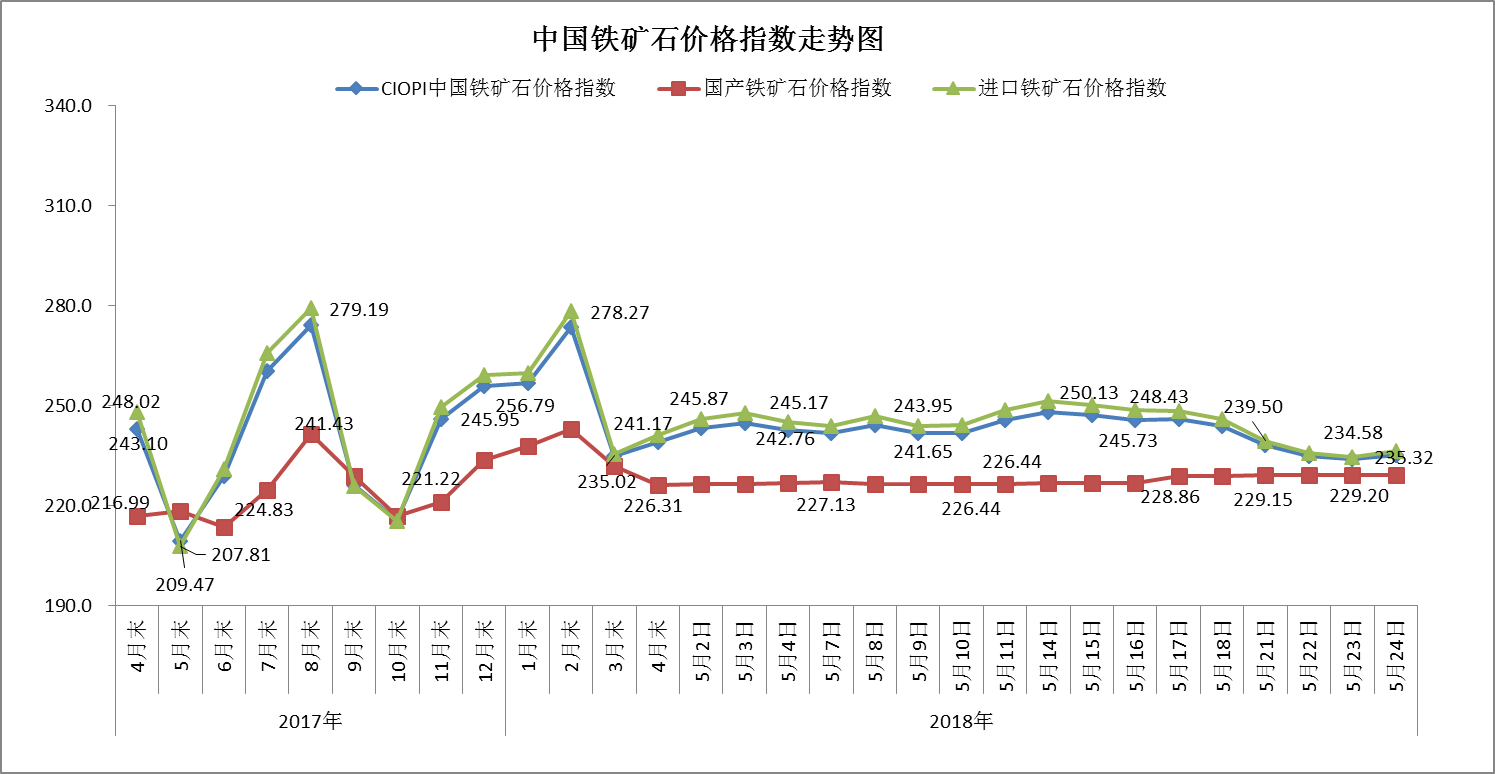 中国铁矿石价格指数走势图
CIOPI中国铁矿石价格指数 国产铁矿石价格指数 进口铁矿石价格指数
340.0
310.0
280.0
250.0
220.0
190.0
279.19
278.27
248.02
243.10
216.99
207.81
209.47
224.83
241.43
221.22
245.95
256.79
235.02
241.17
226.31
245.87
245.17
242.76
227.13
243.95
241.65
226.44
226.44
250.13
245.73
248.43
228.86
239.50
229.15
234.58
229.20
235.32
4月末
5月末
6月末
7月末
8月末
9月末
10月末
11月末
12月末
1月末
2月末
3月末
4月末
5月2日
5月3日
5月4日
5月7日
5月8日
5月9日
5月10日
5月11日
5月14日
5月15日
5月16日
5月17日
5月18日
5月21日
5月22日
5月23日
5月24日
2017年 2018年